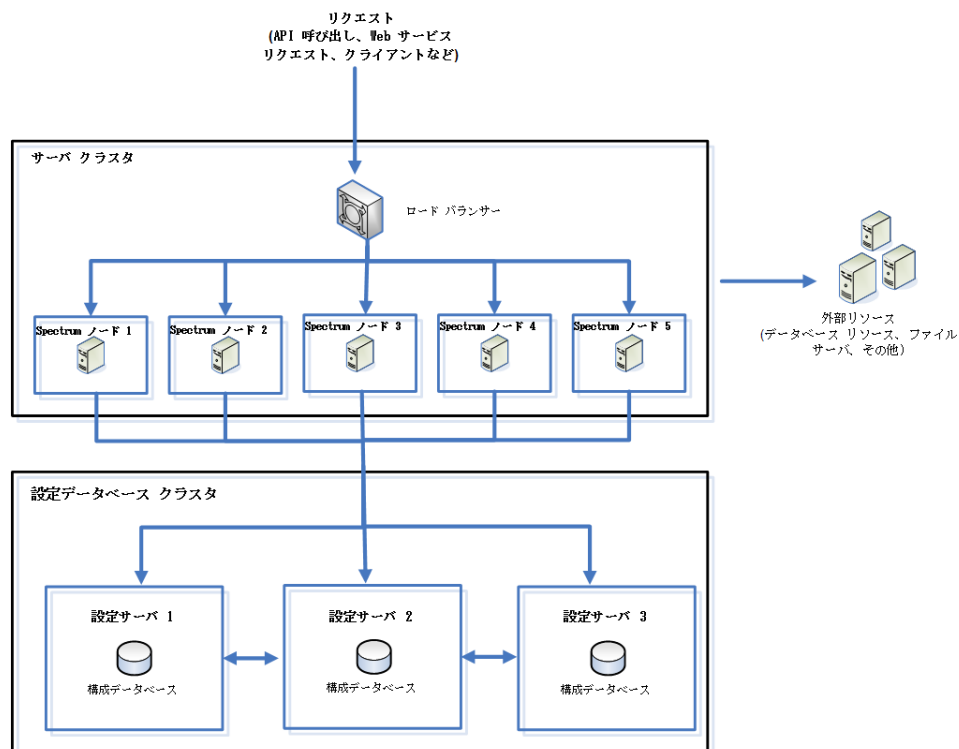 リクエスト
(API 呼び出し、Web サービス
リクエスト、クライアントなど)
サーバ クラスタ
ロード バランサー
Spectrum ノード 1
Spectrum ノード 2
Spectrum ノード 3
Spectrum ノード 4
Spectrum ノード 5
外部リソース
(データベース リソース、ファイル
サーバ、その他)
設定データベース クラスタ
設定サーバ 1
設定サーバ 2
設定サーバ 3
構成データベース
構成データベース
構成データベース